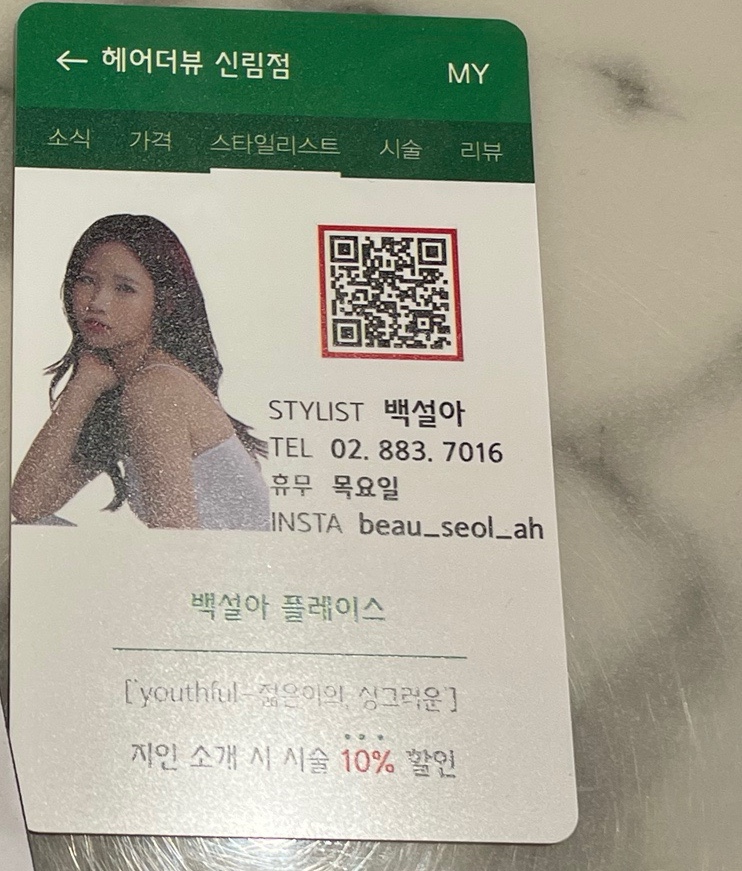 ← 헤어더뷰 신림점 MY
소식 가격 스타일리스트 시술 리뷰
STYLIST 백설아
TEL 02. 883. 7016
휴무 목요일
INSTA beau_seol_ah
백설아 플레이스
['youthful-젊은이의, 싱그러운']
지인 소개 시 시술 10% 할인